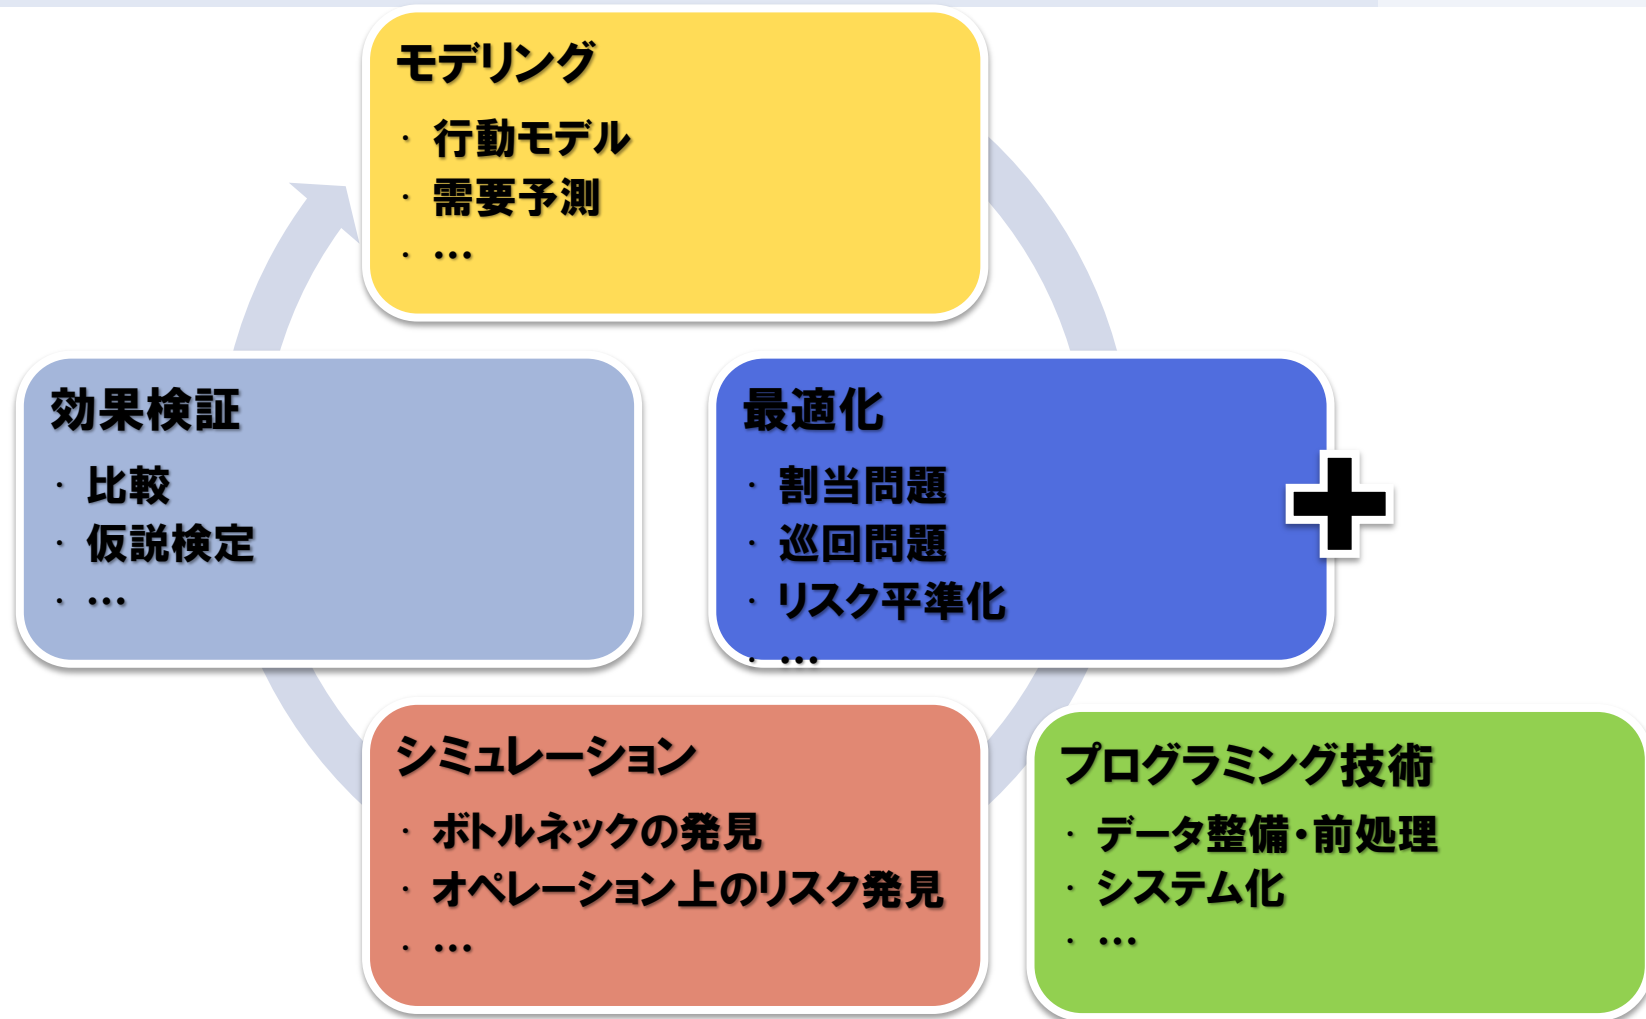 モデリング
・ 行動モデル
・ 需要予測
・ …
効果検証
・ 比較
・ 仮説検定
・ …
最適化
・ 割当問題
・ 巡回問題
・ リスク平準化
・ …
シミュレーション
・ ボトルネックの発見
・ オペレーション上のリスク発見
・ …
プログラミング技術
・ データ整備・前処理
・ システム化
・ …